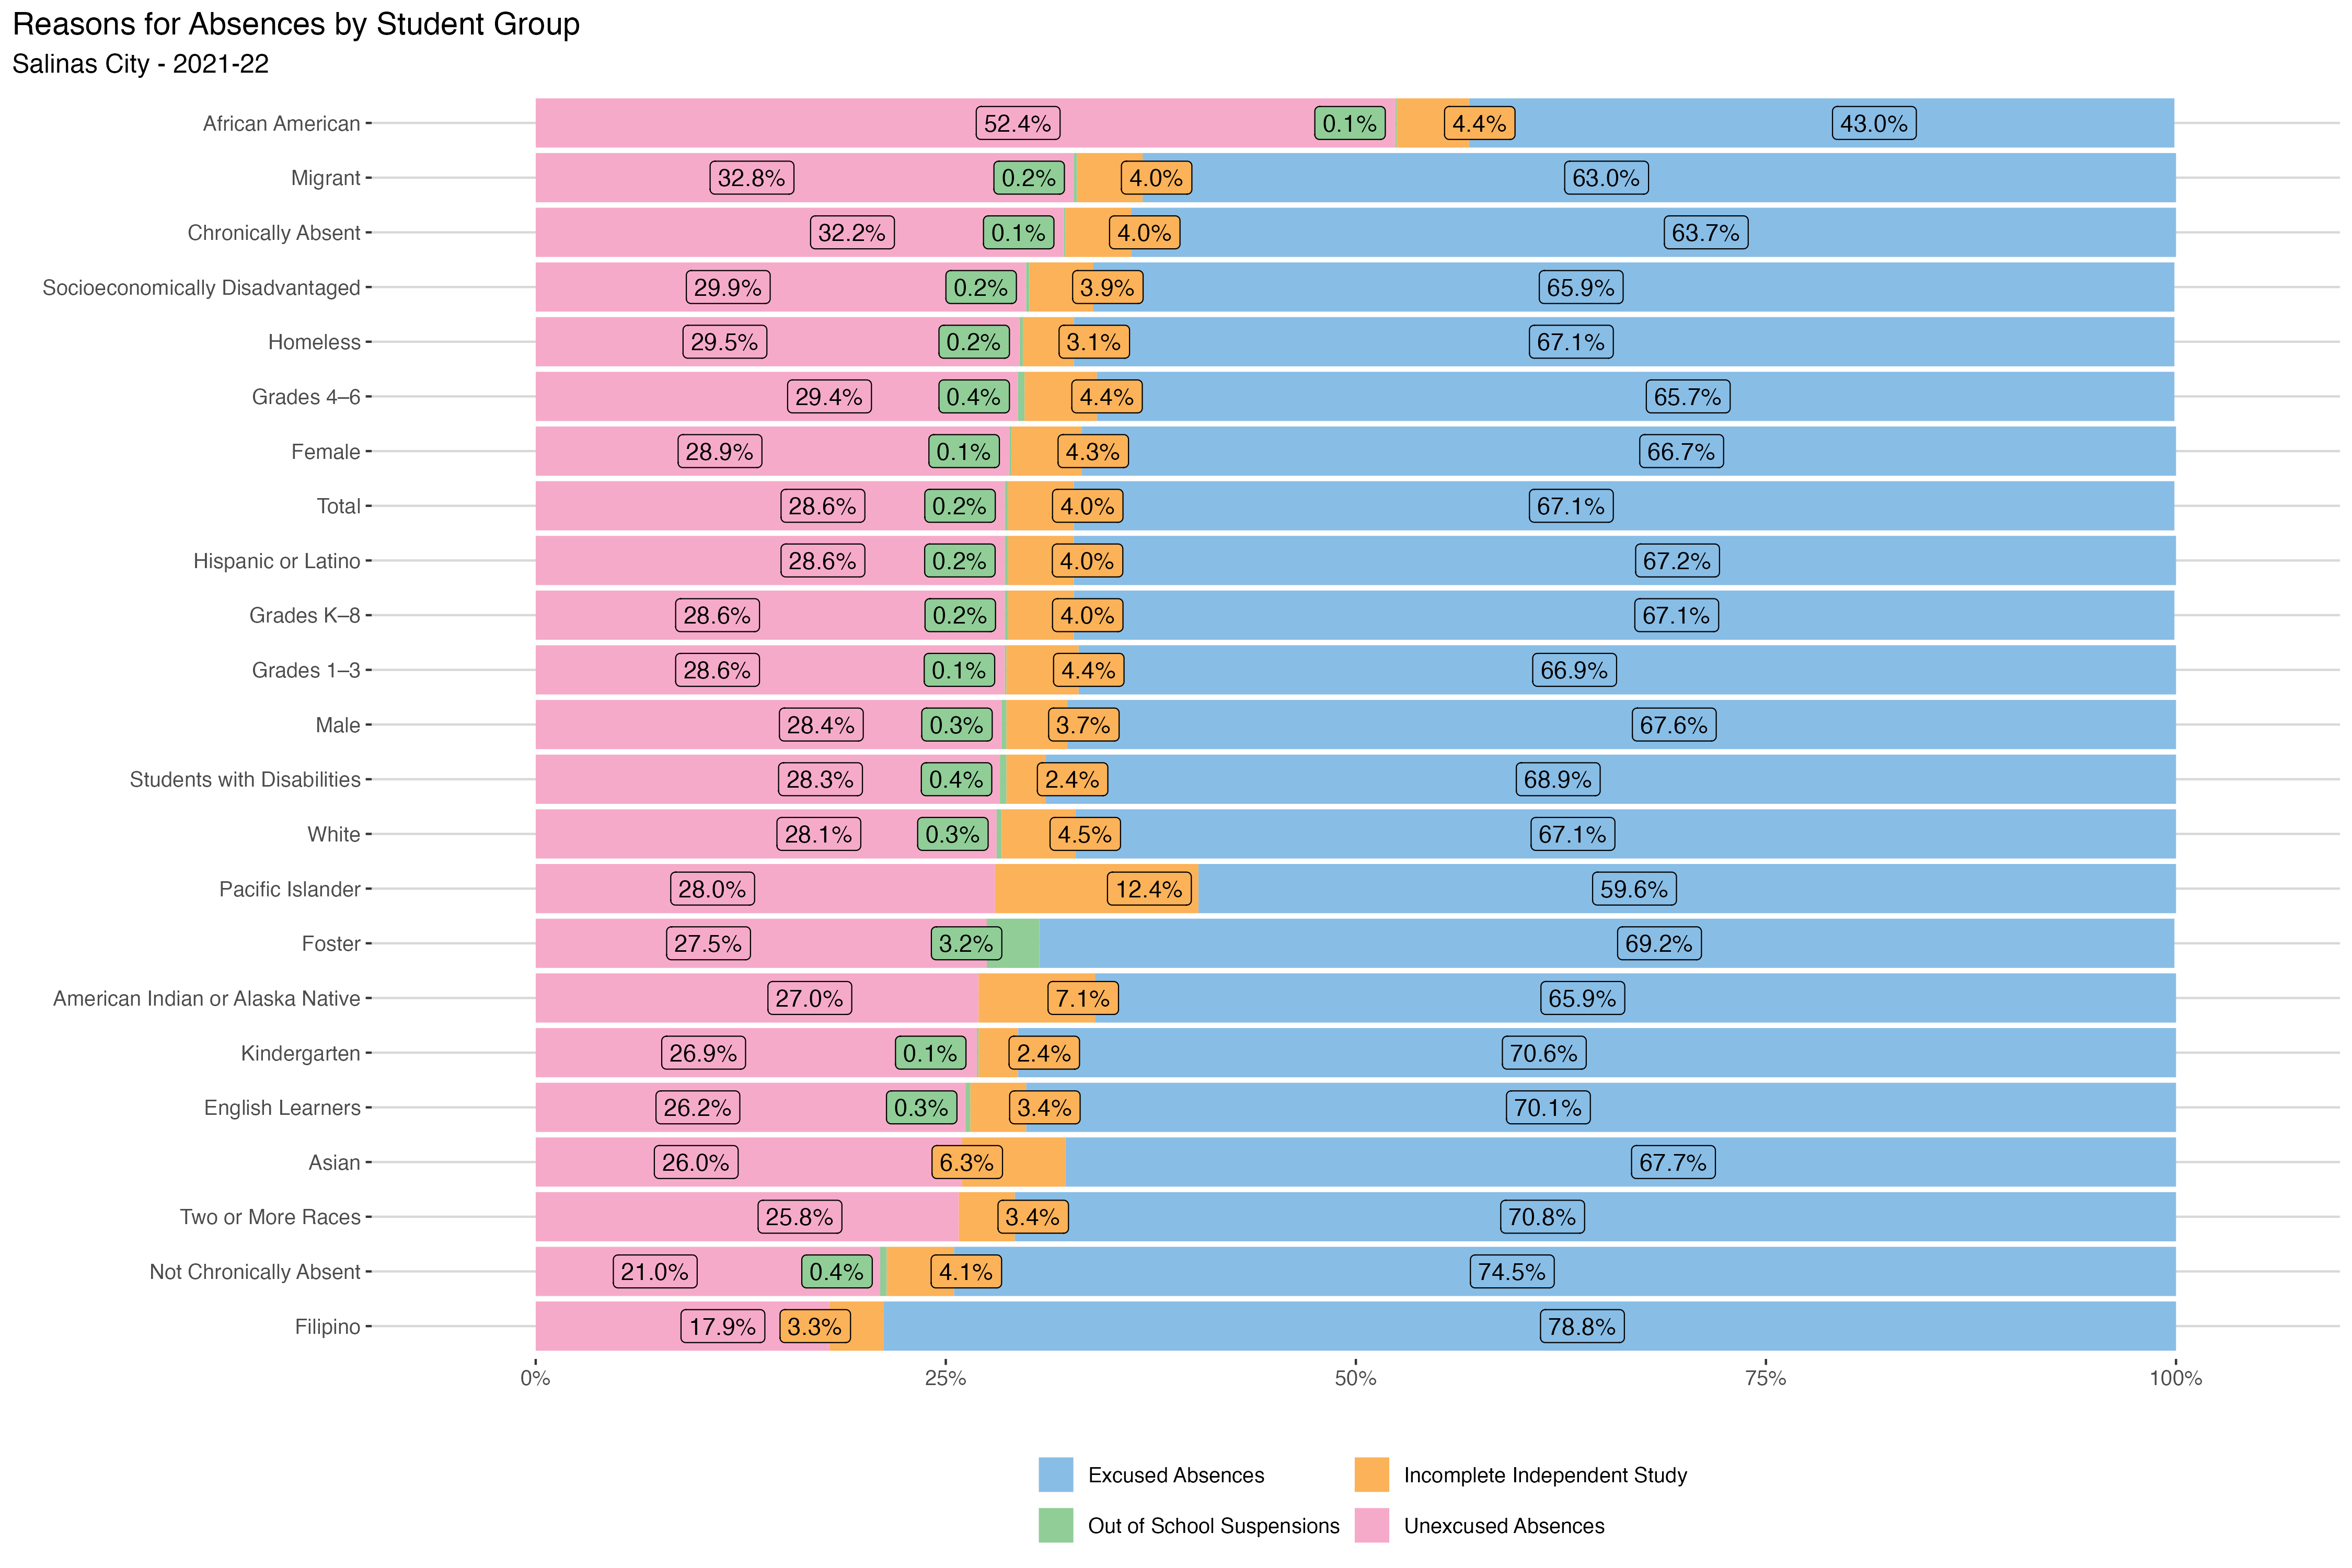 Reasons for Absences by Student Group
Salinas City - 2021-22
African American 52.4% 0.1% 4.4% 43.0%
Migrant 32.8% 0.2% 4.0% 63.0%
Chronically Absent 32.2% 0.1% 4.0% 63.7%
Socioeconomically Disadvantaged 29.9% 0.2% 3.9% 65.9%
Homeless 29.5% 0.2% 3.1% 67.1%
Grades 4–6 29.4% 0.4% 4.4% 65.7%
Female 28.9% 0.1% 4.3% 66.7%
Total 28.6% 0.2% 4.0% 67.1%
Hispanic or Latino 28.6% 0.2% 4.0% 67.2%
Grades K–8 28.6% 0.2% 4.0% 67.1%
Grades 1–3 28.6% 0.1% 4.4% 66.9%
Male 28.4% 0.3% 3.7% 67.6%
Students with Disabilities 28.3% 0.4% 2.4% 68.9%
White 28.1% 0.3% 4.5% 67.1%
Pacific Islander 28.0% 12.4% 59.6%
Foster 27.5% 3.2% 69.2%
American Indian or Alaska Native 27.0% 7.1% 65.9%
Kindergarten 26.9% 0.1% 2.4% 70.6%
English Learners 26.2% 0.3% 3.4% 70.1%
Asian 26.0% 6.3% 67.7%
Two or More Races 25.8% 3.4% 70.8%
Not Chronically Absent 21.0% 0.4% 4.1% 74.5%
Filipino 17.9% 3.3% 78.8%
0% 25% 50% 75% 100%
Excused Absences Incomplete Independent Study
Out of School Suspensions Unexcused Absences